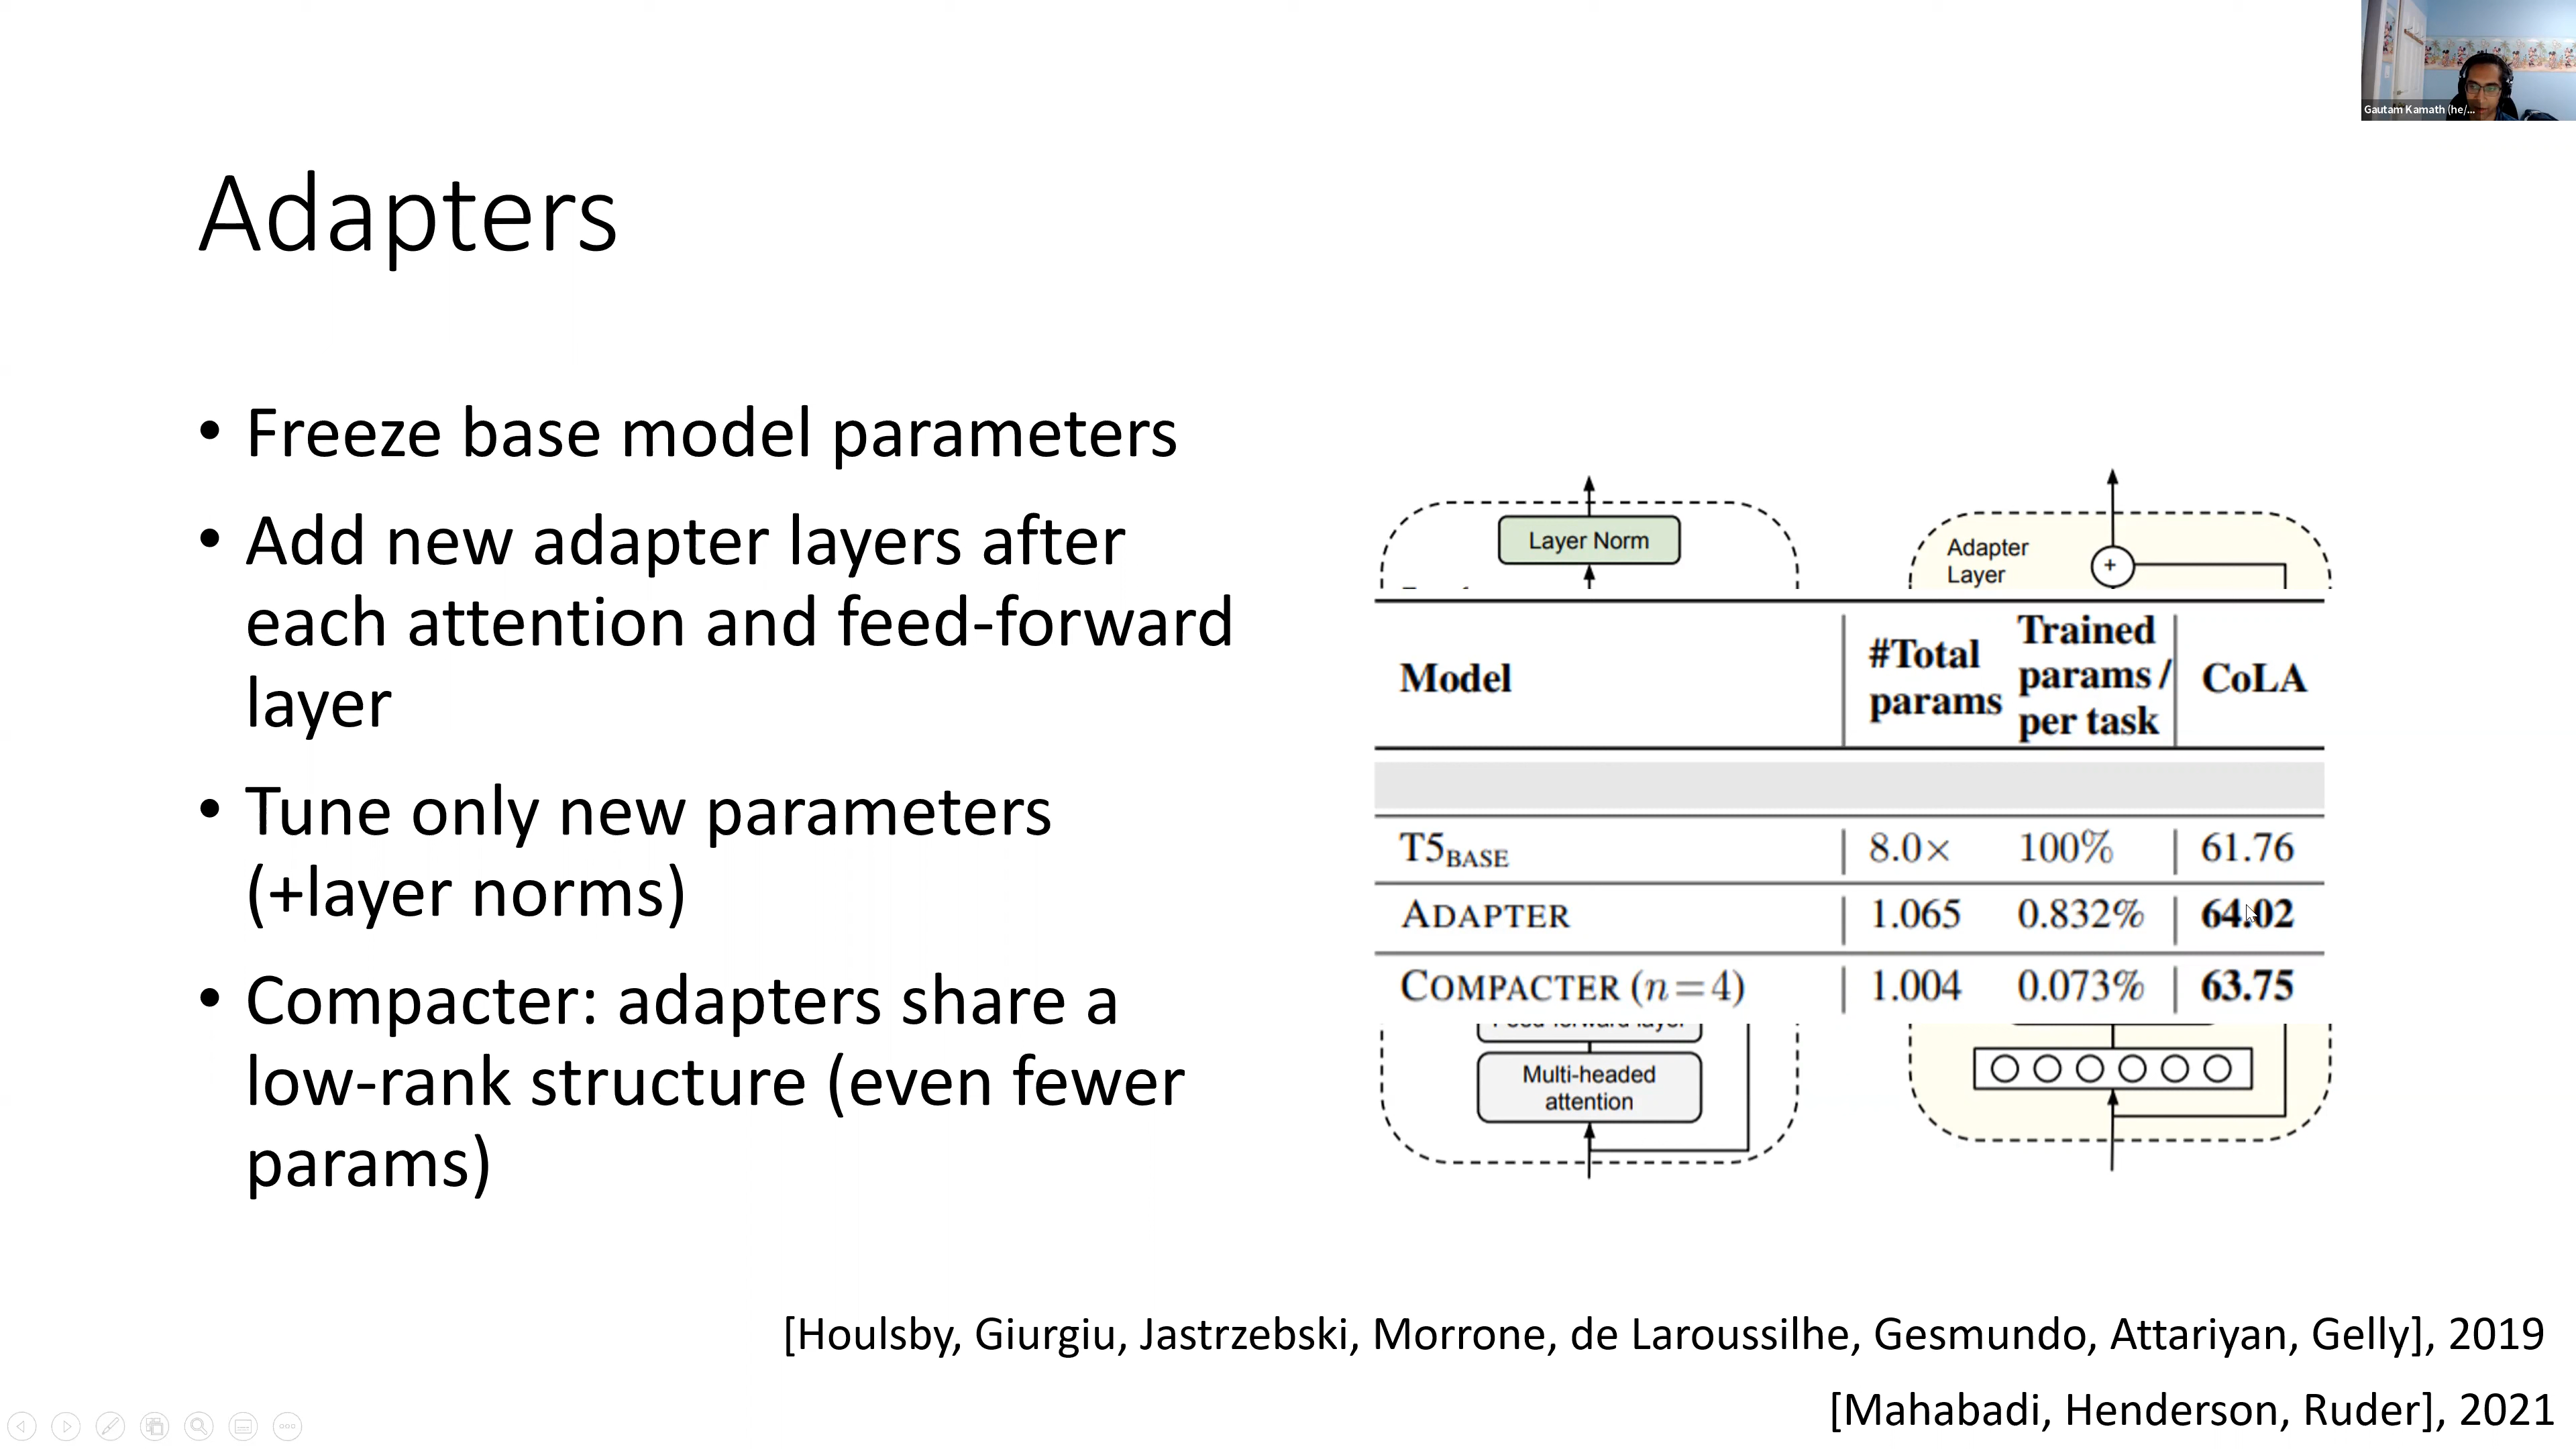 Gautam Kamath (he/...
Adapters
• Freeze base model parameters
• Add new adapter layers after
each attention and feed-forward
layer
• Tune only new parameters
(+layer norms)
• Compacter: adapters share a
low-rank structure (even fewer
params)
Layer Norm
Adapter
Layer
+
Model #Total params Trained params / per task CoLA
T5BASE 8.0× 100% 61.76
ADAPTER 1.065 0.832% 64.02
COMPACTER (n=4) 1.004 0.073% 63.75
Multi-headed
attention
[Houlsby, Giurgiu, Jastrzebski, Morrone, de Laroussilhe, Gesmundo, Attariyan, Gelly], 2019
[Mahabadi, Henderson, Ruder], 2021